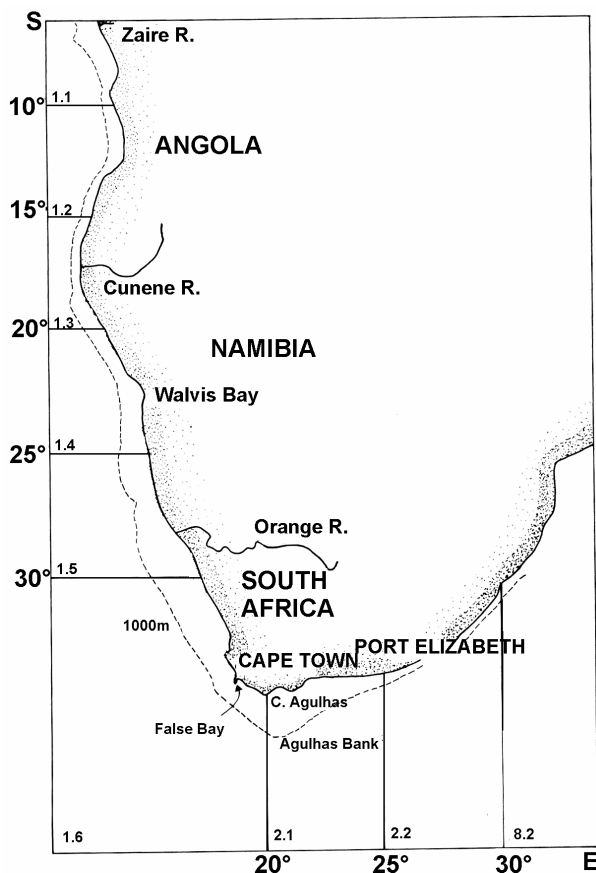 S
Zaire R.
10°
1.1
ANGOLA
15°
1.2
Cunene R.
20°
1.3
NAMIBIA
Walvis Bay
25°
1.4
Orange R.
30°
1.5
SOUTH
AFRICA
1000m
CAPE TOWN
PORT ELIZABETH
C. Agulhas
False Bay
Agulhas Bank
1.6
2.1
2.2
8.2
20°
25°
30°
E